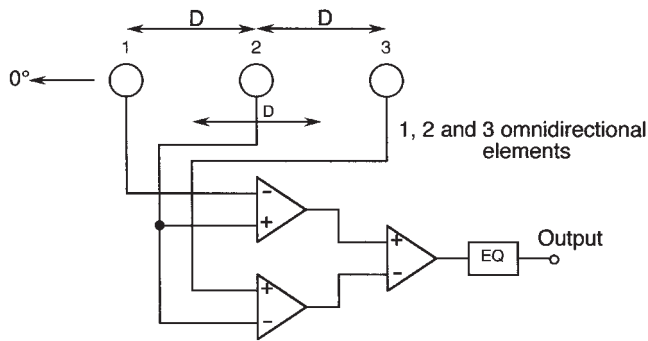 D D
1 2 3
0°
D
1, 2 and 3 omnidirectional
elements
−
+
+
−
+
−
EQ
Output